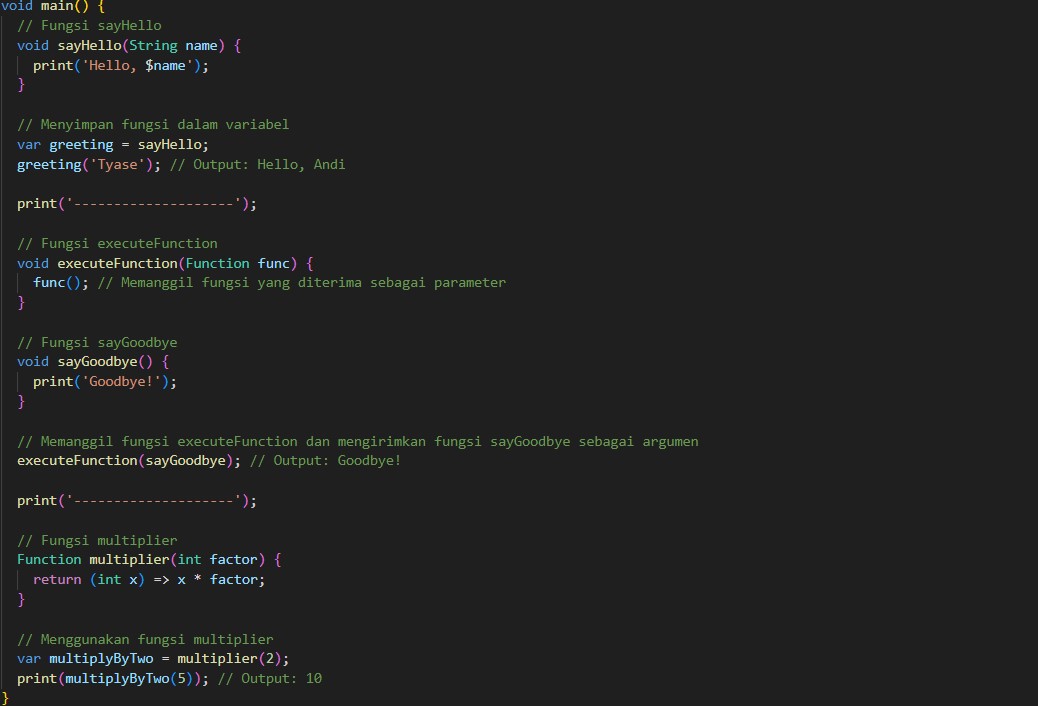 void main() {
  // Fungsi sayHello
  void sayHello(String name) {
    print('Hello, $name');
  }

  // Menyimpan fungsi dalam variabel
  var greeting = sayHello;
  greeting('Tyase'); // Output: Hello, Andi

  print('--------------------');

  // Fungsi executeFunction
  void executeFunction(Function func) {
    func(); // Memanggil fungsi yang diterima sebagai parameter
  }

  // Fungsi sayGoodbye
  void sayGoodbye() {
    print('Goodbye!');
  }

  // Memanggil fungsi executeFunction dan mengirimkan fungsi sayGoodbye sebagai argumen
  executeFunction(sayGoodbye); // Output: Goodbye!

  print('--------------------');

  // Fungsi multiplier
  Function multiplier(int factor) {
    return (int x) => x * factor;
  }

  // Menggunakan fungsi multiplier
  var multiplyByTwo = multiplier(2);
  print(multiplyByTwo(5)); // Output: 10
}